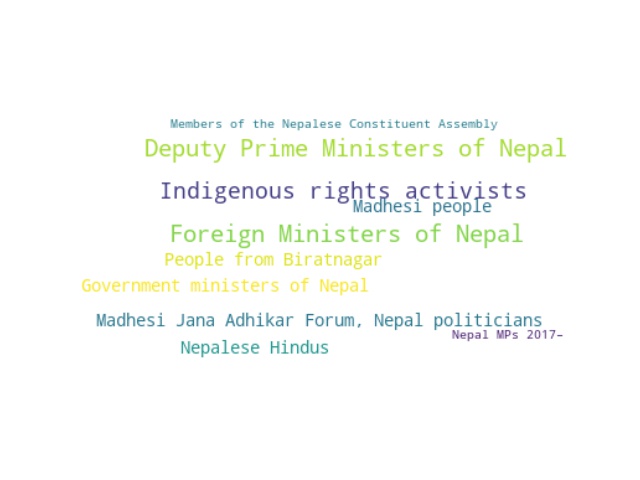 Members of the Nepalese Constituent Assembly
Deputy Prime Ministers of Nepal
Indigenous rights activists
Madhesi people
Foreign Ministers of Nepal
People from Biratnagar
Government ministers of Nepal
Madhesi Jana Adhikar Forum, Nepal politicians
Nepal MPs 2017–
Nepalese Hindus